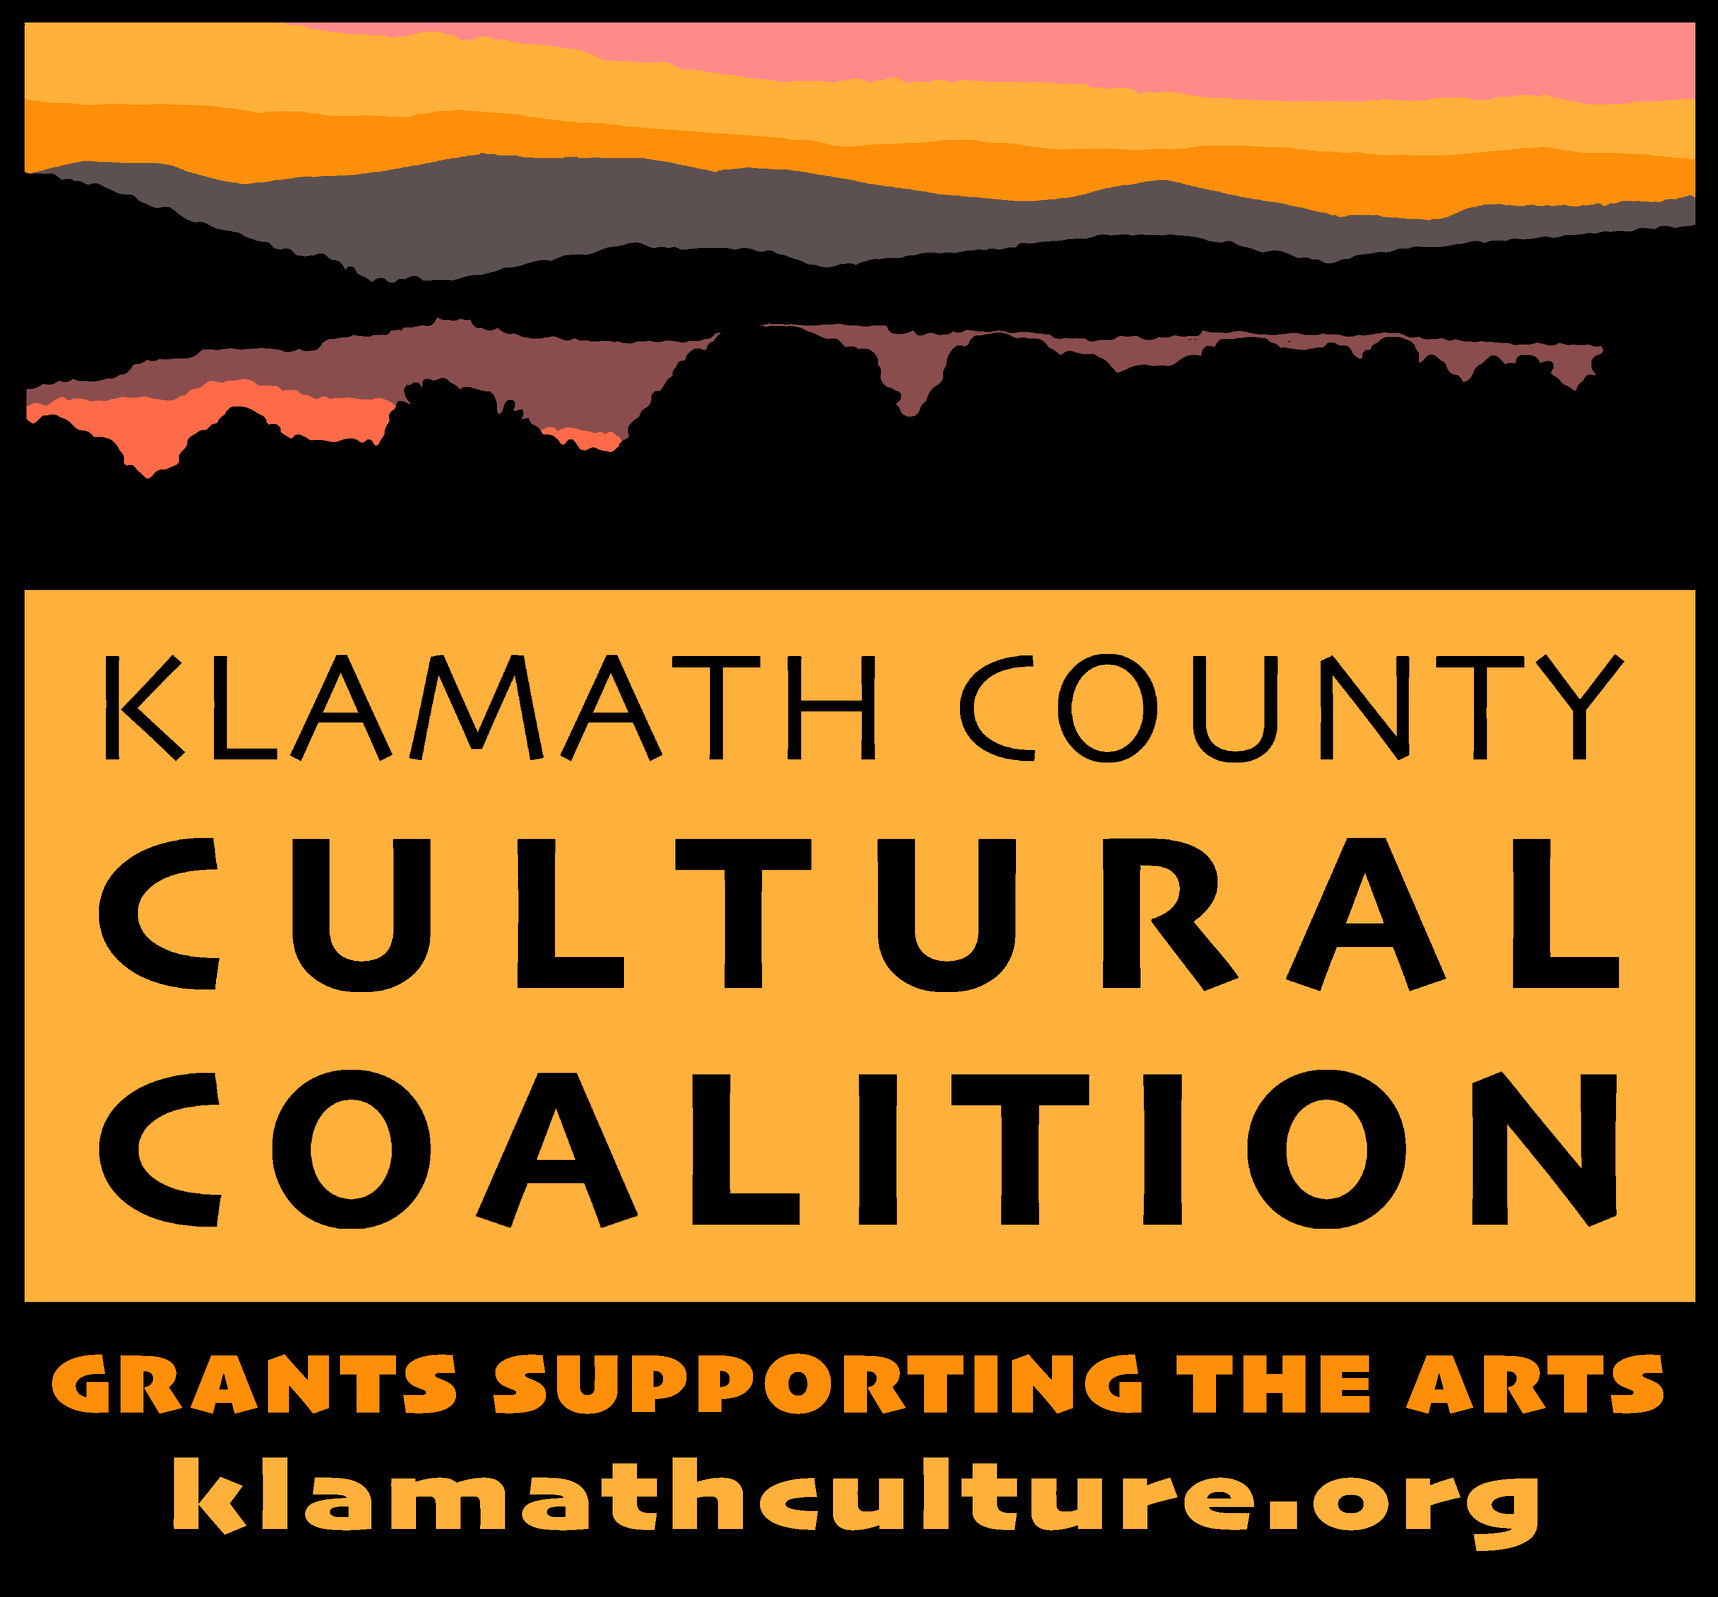 KLAMATH COUNTY
CULTURAL
COALITION
GRANTS SUPPORTING THE ARTS
klamathculture.org